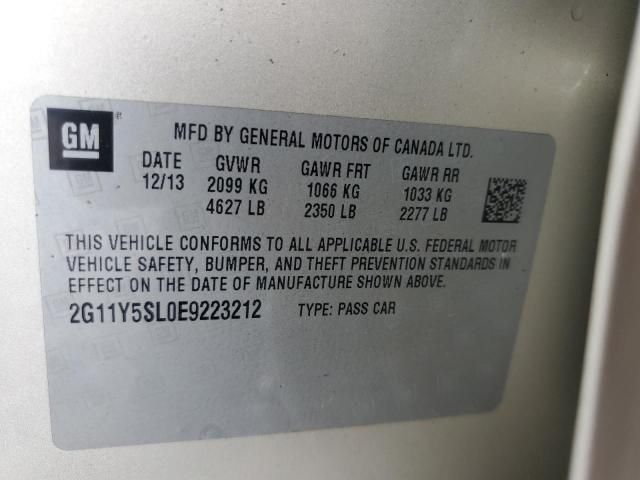 GM ®
MFD BY GENERAL MOTORS OF CANADA LTD.
DATE GVWR GAWR FRT GAWR RR
12/13 2099 KG 1066 KG 1033 KG
4627 LB 2350 LB 2277 LB
THIS VEHICLE CONFORMS TO ALL APPLICABLE U.S. FEDERAL MOTOR
VEHICLE SAFETY, BUMPER, AND THEFT PREVENTION STANDARDS IN
EFFECT ON THE DATE OF MANUFACTURE SHOWN ABOVE.
2G11Y5SL0E9223212 TYPE: PASS CAR